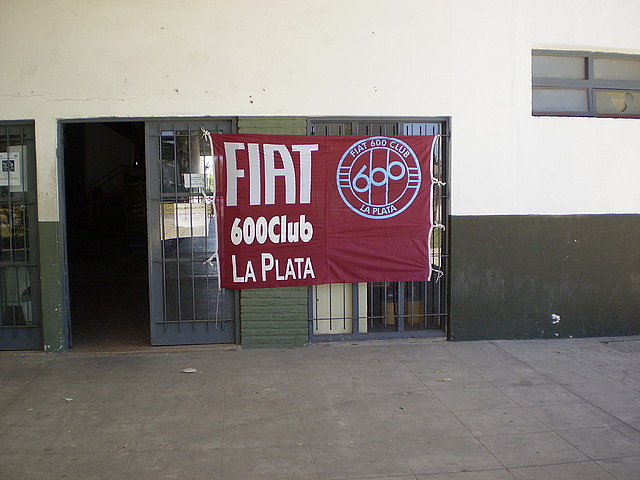 FIAT
600Club
LA PLATA
FIAT 600 CLUB
600
LA PLATA